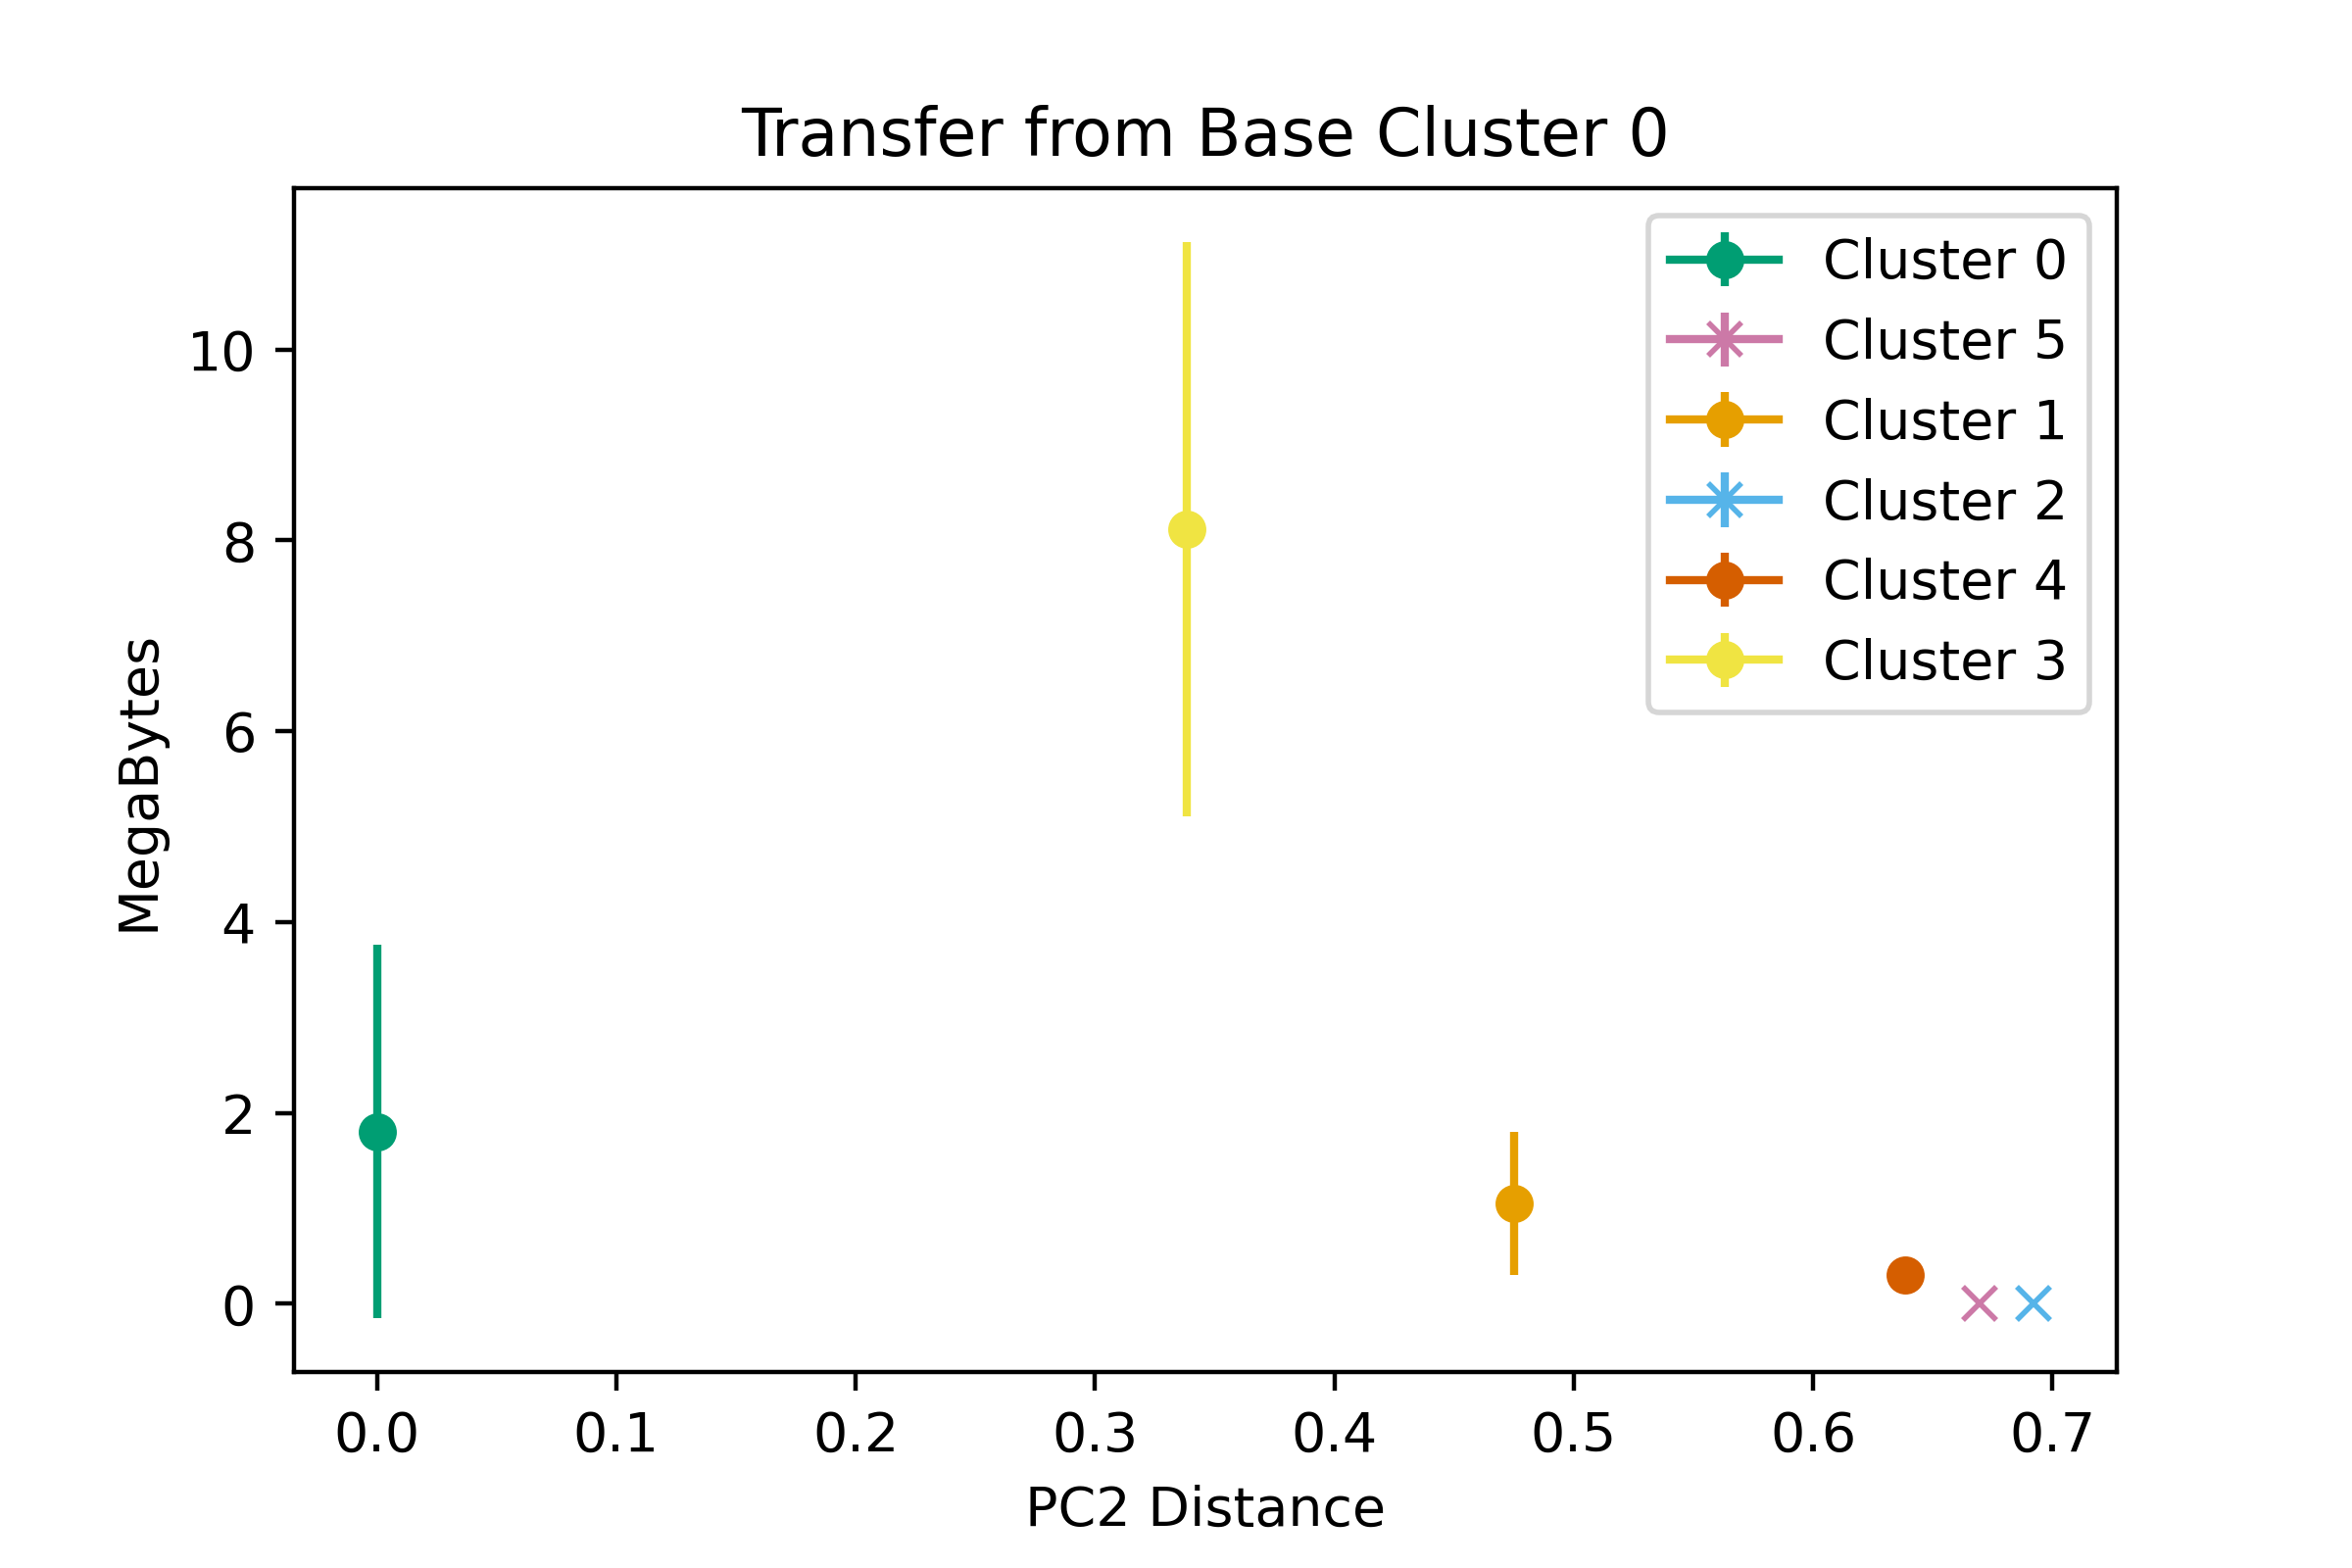 Transfer from Base Cluster 0
Cluster 0
Cluster 5
Cluster 1
Cluster 2
Cluster 4
Cluster 3
MegaBytes
10
8
6
4
2
0
0.0 0.1 0.2 0.3 0.4 0.5 0.6 0.7
PC2 Distance